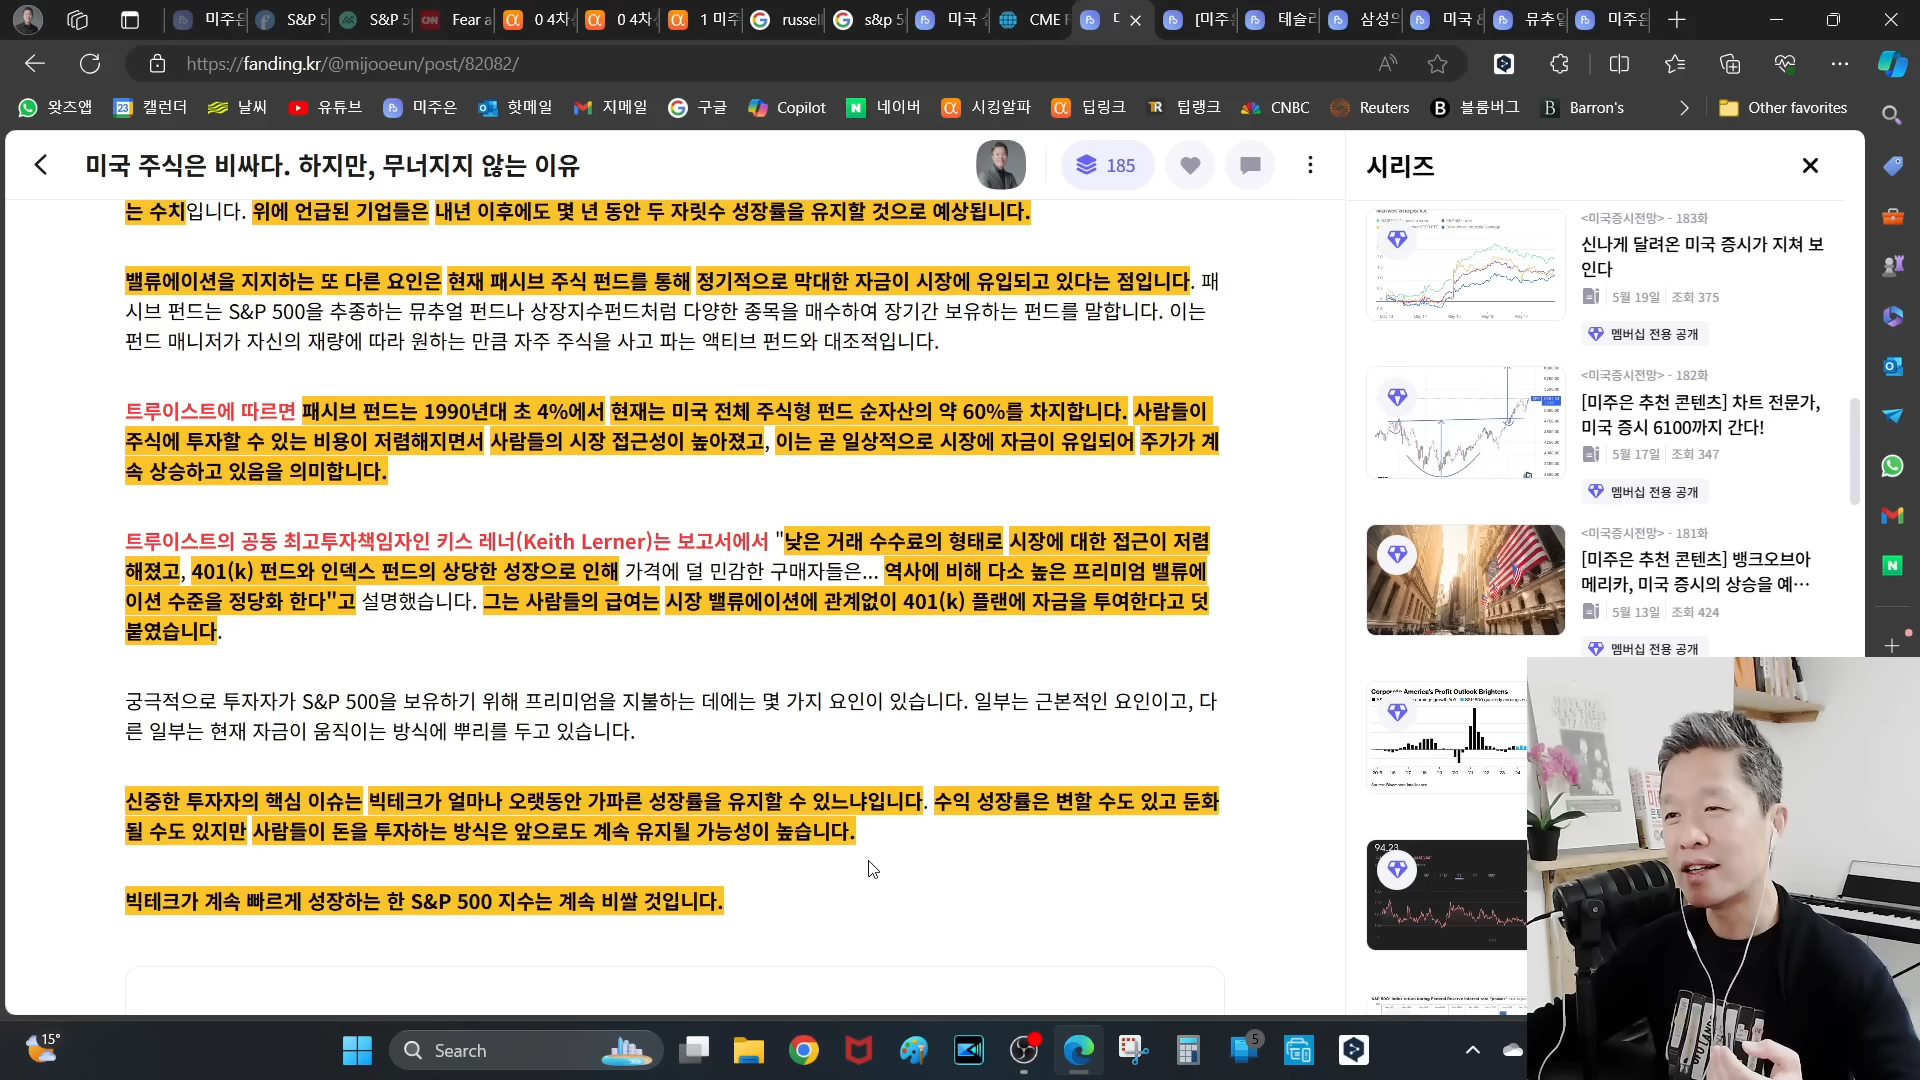 미주은
S&P 5
S&P 5
Fear a
0 4차
0 4차
1 미주
russell
s&p 5
미국
CME F
[미주
테슬라
삼성으
미국
뮤추얼
미주은
https://fanding.kr/@mijooeun/post/82082/
왓츠앱
캘린더
날씨
유튜브
미주은
핫메일
지메일
구글
Copilot
네이버
시킹알파
딥링크
팁랭크
CNBC
Reuters
블룸버그
Barron's
Other favorites
미국 주식은 비싸다. 하지만, 무너지지 않는 이유
185
시리즈
는 수치입니다. 위에 언급된 기업들은 내년 이후에도 몇 년 동안 두 자릿수 성장률을 유지할 것으로 예상됩니다.
밸류에이션을 지지하는 또 다른 요인은 현재 패시브 주식 펀드를 통해 정기적으로 막대한 자금이 시장에 유입되고 있다는 점입니다. 패
시브 펀드는 S&P 500을 추종하는 뮤추얼 펀드나 상장지수펀드처럼 다양한 종목을 매수하여 장기간 보유하는 펀드를 말합니다. 이는
펀드 매니저가 자신의 재량에 따라 원하는 만큼 자주 주식을 사고 파는 액티브 펀드와 대조적입니다.
트루이스트에 따르면 패시브 펀드는 1990년대 초 4%에서 현재는 미국 전체 주식형 펀드 순자산의 약 60%를 차지합니다. 사람들이
주식에 투자할 수 있는 비용이 저렴해지면서 사람들의 시장 접근성이 높아졌고, 이는 곧 일상적으로 시장에 자금이 유입되어 주가가 계
속 상승하고 있음을 의미합니다.
트루이스트의 공동 최고투자책임자인 키스 레너(Keith Lerner)는 보고서에서 "낮은 거래 수수료의 형태로 시장에 대한 접근이 저렴
해졌고, 401(k) 펀드와 인덱스 펀드의 상당한 성장으로 인해 가격에 덜 민감한 구매자들은... 역사에 비해 다소 높은 프리미엄 밸류에
이션 수준을 정당화 한다"고 설명했습니다. 그는 사람들의 급여는 시장 밸류에이션에 관계없이 401(k) 플랜에 자금을 투여한다고 덧
붙였습니다.
궁극적으로 투자자가 S&P 500을 보유하기 위해 프리미엄을 지불하는 데에는 몇 가지 요인이 있습니다. 일부는 근본적인 요인이고, 다
른 일부는 현재 자금이 움직이는 방식에 뿌리를 두고 있습니다.
신중한 투자자의 핵심 이슈는 빅테크가 얼마나 오랫동안 가파른 성장률을 유지할 수 있느냐입니다. 수익 성장률은 변할 수도 있고 둔화
될 수도 있지만 사람들이 돈을 투자하는 방식은 앞으로도 계속 유지될 가능성이 높습니다.
빅테크가 계속 빠르게 성장하는 한 S&P 500 지수는 계속 비쌀 것입니다.
<미국증시전망> - 183화
신나게 달려온 미국 증시가 지쳐 보
인다
5월 19일 조회 375
멤버십 전용 공개
<미국증시전망> - 182화
[미주은 추천 콘텐츠] 차트 전문가,
미국 증시 6100까지 간다!
5월 17일 조회 347
멤버십 전용 공개
<미국증시전망> - 181화
[미주은 추천 콘텐츠] 뱅크오브아
메리카, 미국 증시의 상승을 예...
5월 13일 조회 424
멤버십 전용 공개
Corporate America's Profit Outlook Brightens
94.23
15°
Search
5